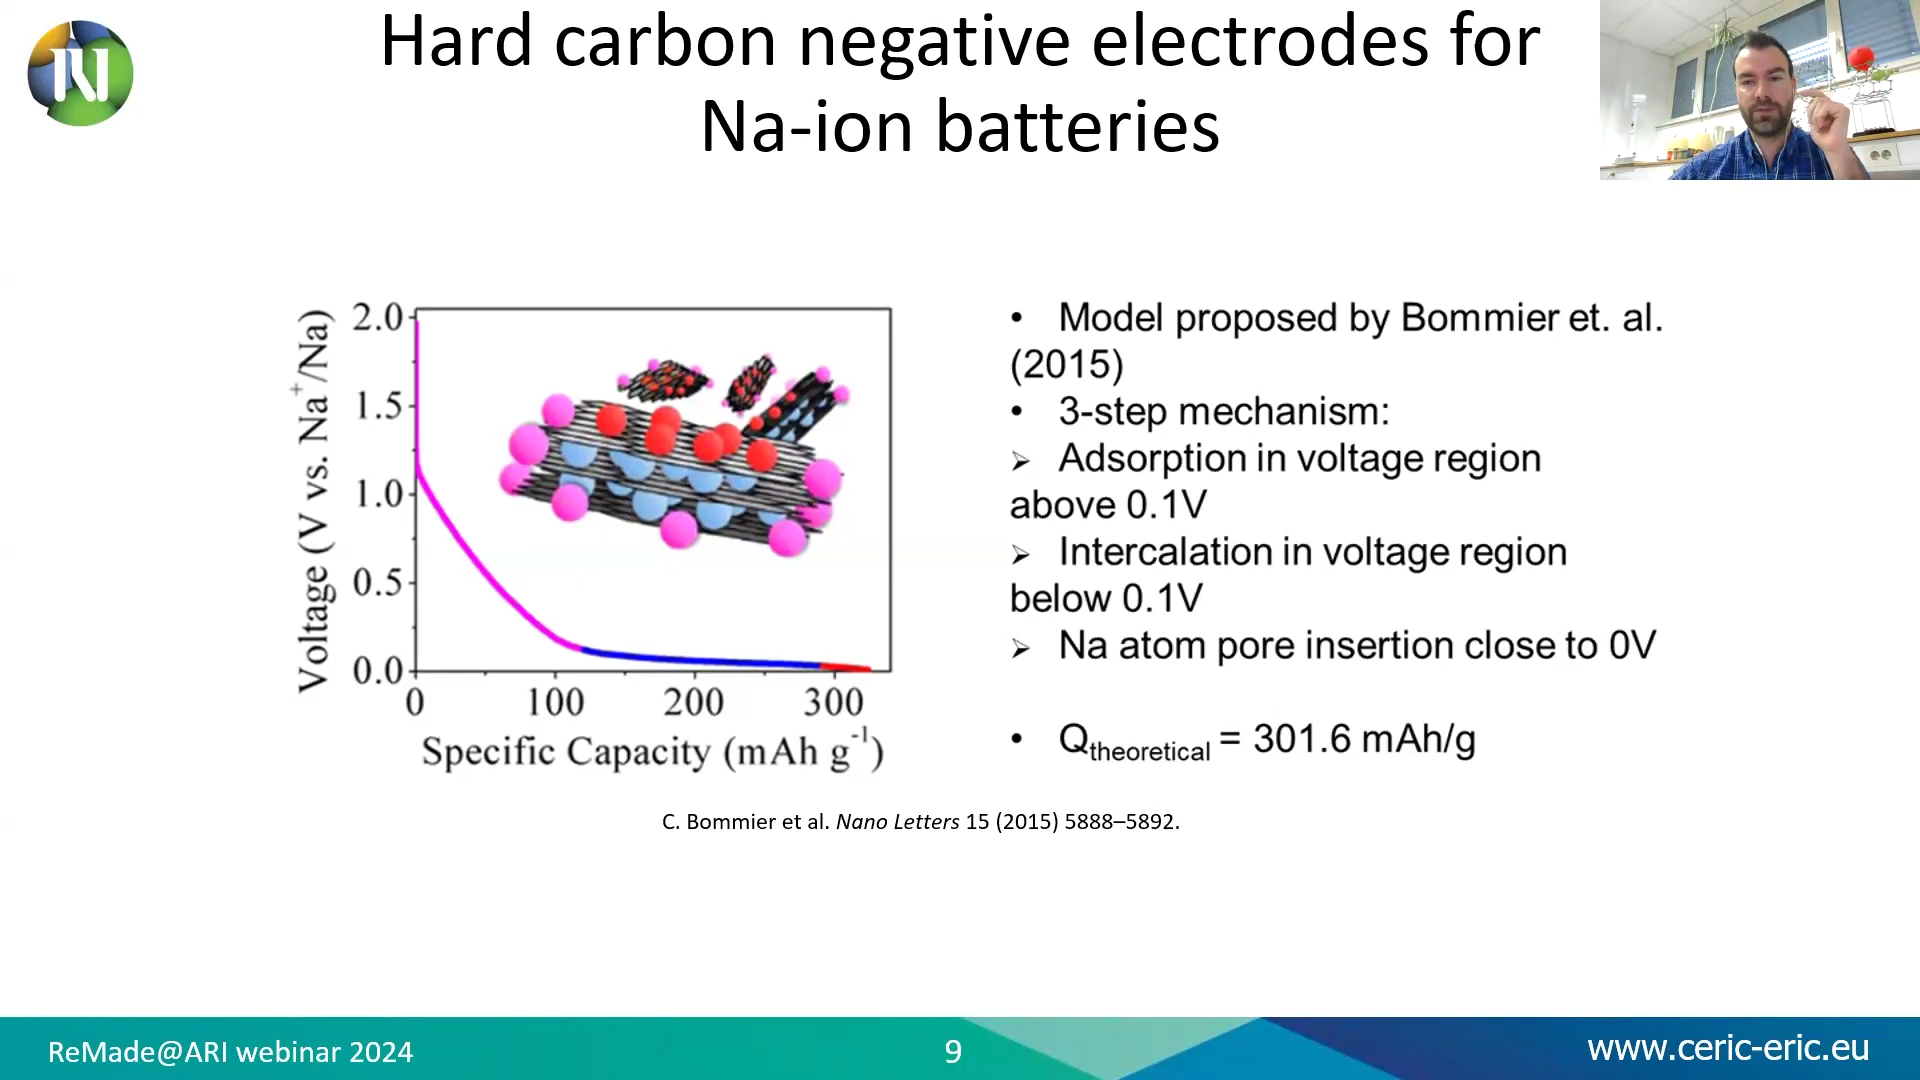 Hard carbon negative electrodes for
Na-ion batteries
Voltage (V vs. Na⁺/Na)
2.0
1.5
1.0
0.5
0.0
0 100 200 300
Specific Capacity (mAh g⁻¹)
• Model proposed by Bommier et. al.
(2015)
• 3-step mechanism:
➢ Adsorption in voltage region
above 0.1V
➢ Intercalation in voltage region
below 0.1V
➢ Na atom pore insertion close to 0V
• Qtheoretical = 301.6 mAh/g
C. Bommier et al. Nano Letters 15 (2015) 5888–5892.
ReMade@ARI webinar 2024
9
www.ceric-eric.eu